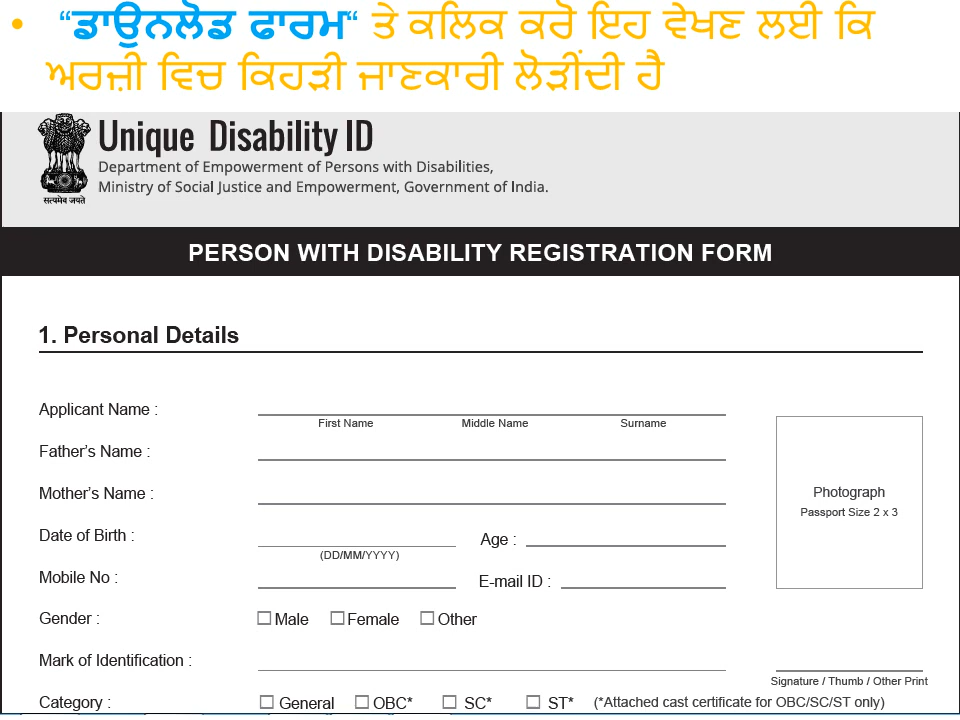 • “ਡਾਉਨਲੋਡ ਫਾਰਮ“ ਤੇ ਕਲਿਕ ਕਰੋ ਇਹ ਵੇਖਣ ਲਈ ਕਿ
ਅਰਜ਼ੀ ਵਿਚ ਕਿਹੜੀ ਜਾਣਕਾਰੀ ਲੋੜੀਂਦੀ ਹੈ
Unique Disability ID
Department of Empowerment of Persons with Disabilities,
Ministry of Social Justice and Empowerment, Government of India.
सत्यमेव जयते
PERSON WITH DISABILITY REGISTRATION FORM
1. Personal Details
Applicant Name :
First Name Middle Name Surname
Father’s Name :
Mother’s Name :
Photograph
Passport Size 2 x 3
Date of Birth : Age :
(DD/MM/YYYY)
Mobile No : E-mail ID :
Gender : Male Female Other
Mark of Identification :
Signature / Thumb / Other Print
Category : General OBC* SC* ST* (*Attached cast certificate for OBC/SC/ST only)